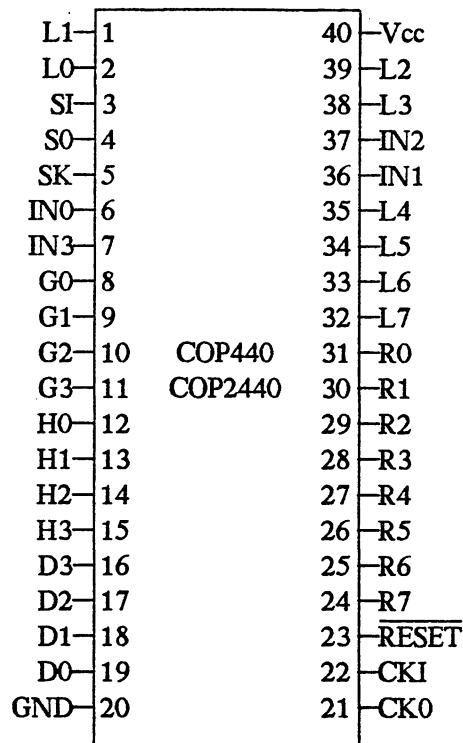 L1 1 40 Vcc
L0 2 39 L2
SI 3 38 L3
S0 4 37 IN2
SK 5 36 IN1
IN0 6 35 L4
IN3 7 34 L5
G0 8 33 L6
G1 9 32 L7
G2 10 COP440 31 R0
G3 11 COP2440 30 R1
H0 12 29 R2
H1 13 28 R3
H2 14 27 R4
H3 15 26 R5
D3 16 25 R6
D2 17 24 R7
D1 18 23 RESET
D0 19 22 CKI
GND 20 21 CK0